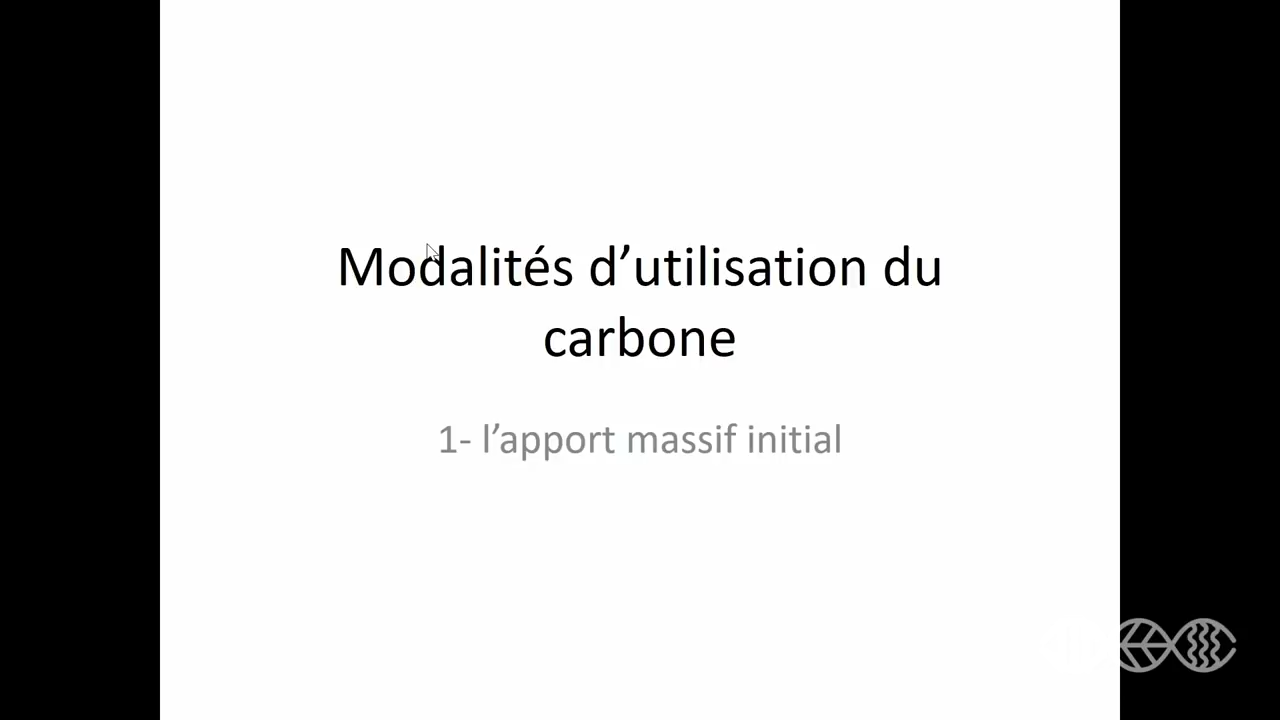 Modalités d’utilisation du
carbone
1- l’apport massif initial